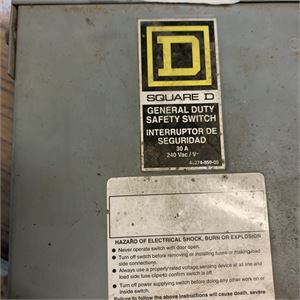 SQUARE D
GENERAL DUTY
SAFETY SWITCH
INTERRUPTOR DE
SEGURIDAD
30 A
240 Vac / V~
HAZARD OF ELECTRICAL SHOCK, BURN OR EXPLOSION
Never operate switch with door open.
Turn off switch before removing or installing fuses or making load
side connections.
Always use a properly rated voltage sensing device at all line and
load side fuse clips to confirm switch is off.
Turn off power supplying switch before doing any other work on or
inside switch.
Failure to follow the above instructions will cause death, severe